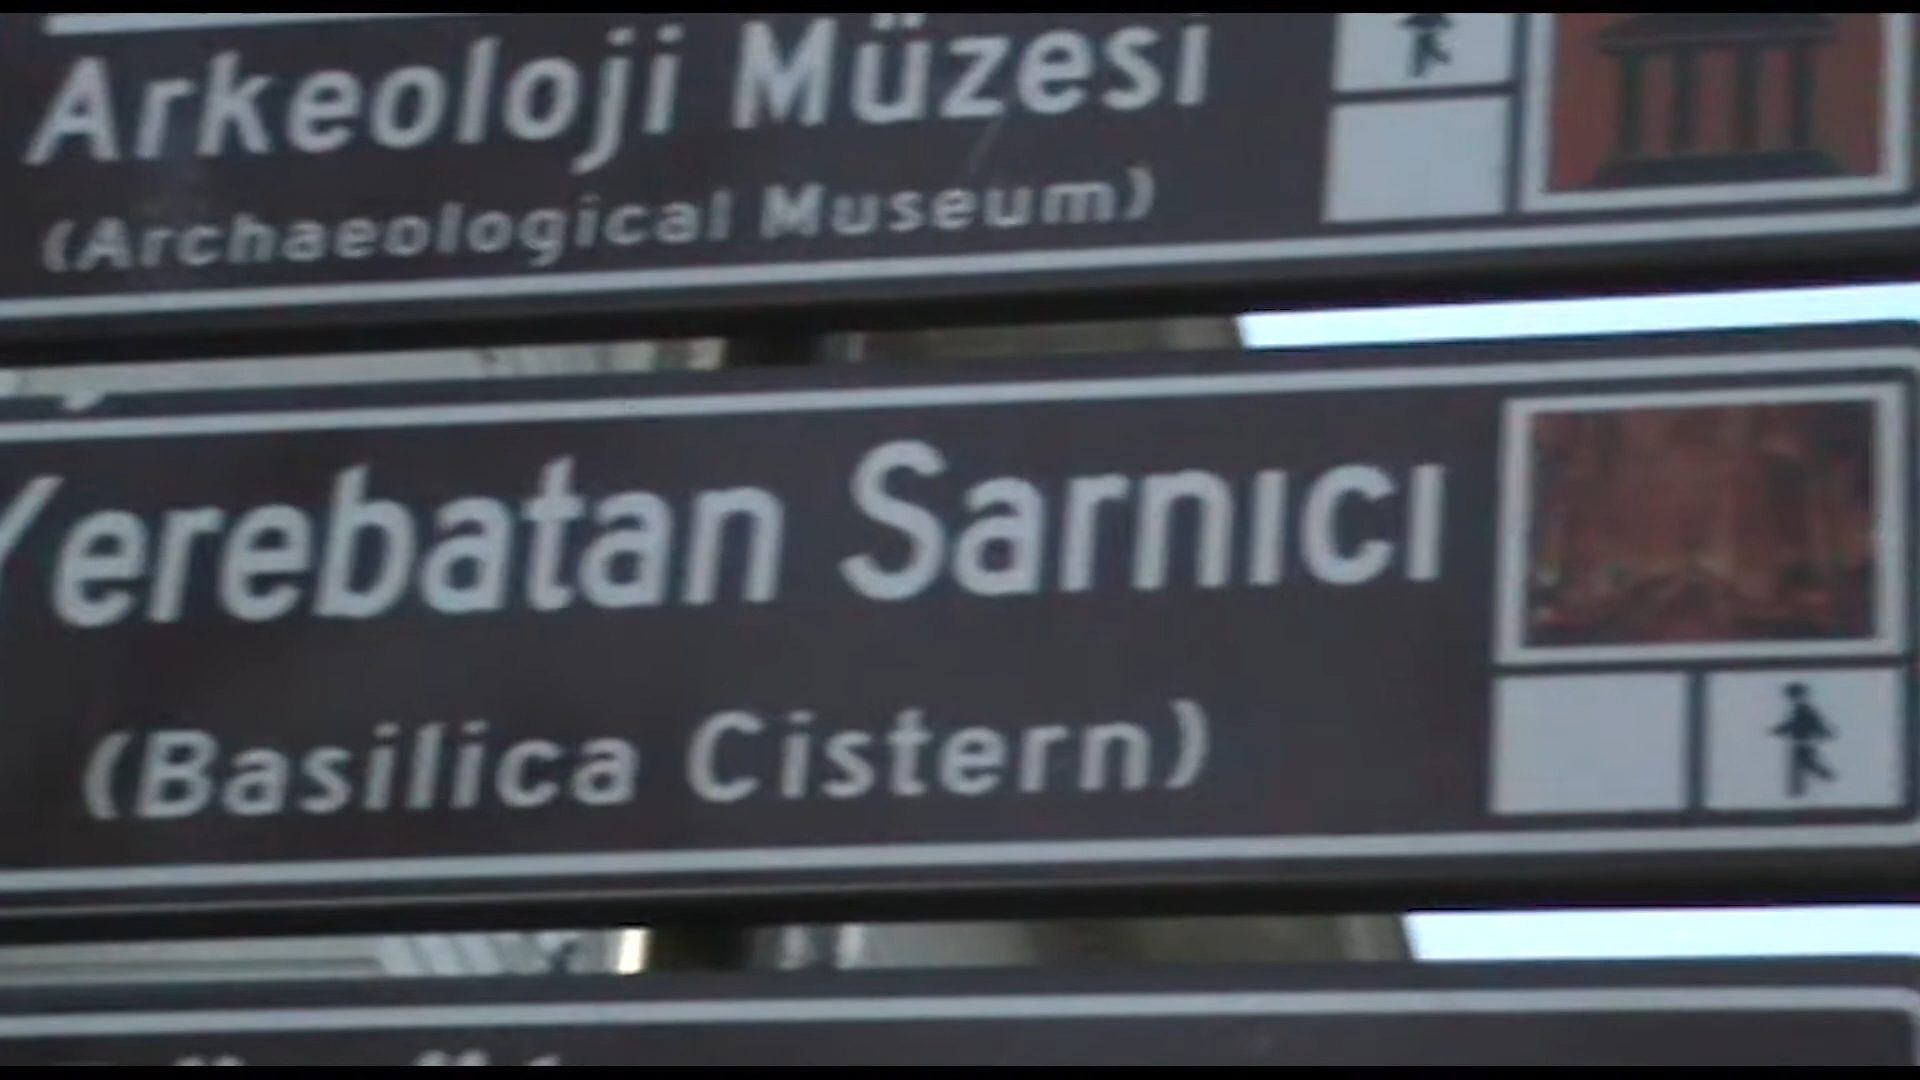 Arkeoloji Müzesi
(Archaeological Museum)
Yerebatan Sarnıcı
(Basilica Cistern)